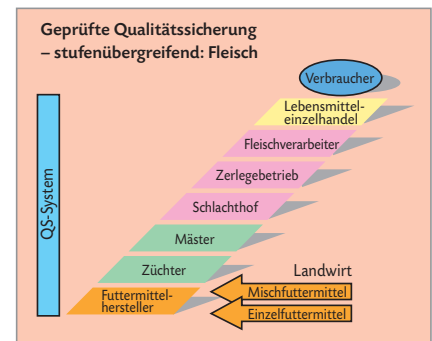 Geprüfte Qualitätssicherung
– stufenübergreifend: Fleisch
Verbraucher
Lebensmittel-
einzelhandel
Fleischverarbeiter
Zerlegebetrieb
Schlachthof
Mäster
Züchter
Futtermittel-
hersteller
QS-System
Landwirt
Mischfuttermittel
Einzelfuttermittel